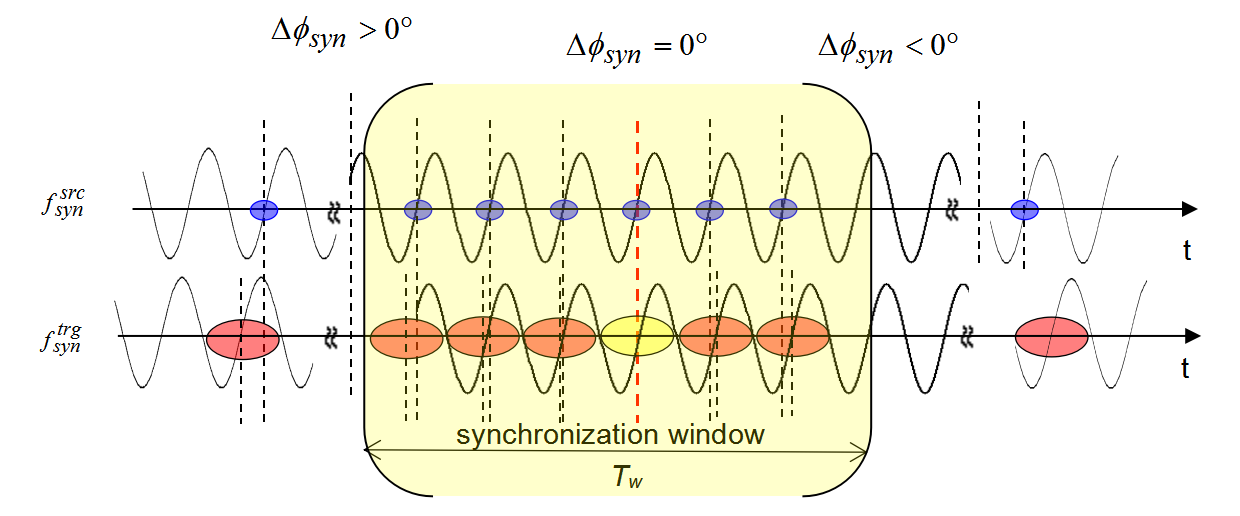 Δϕsyn > 0°
Δϕsyn = 0°
Δϕsyn < 0°
fsyn^src
t
fsyn^trg
t
synchronization window
Tw